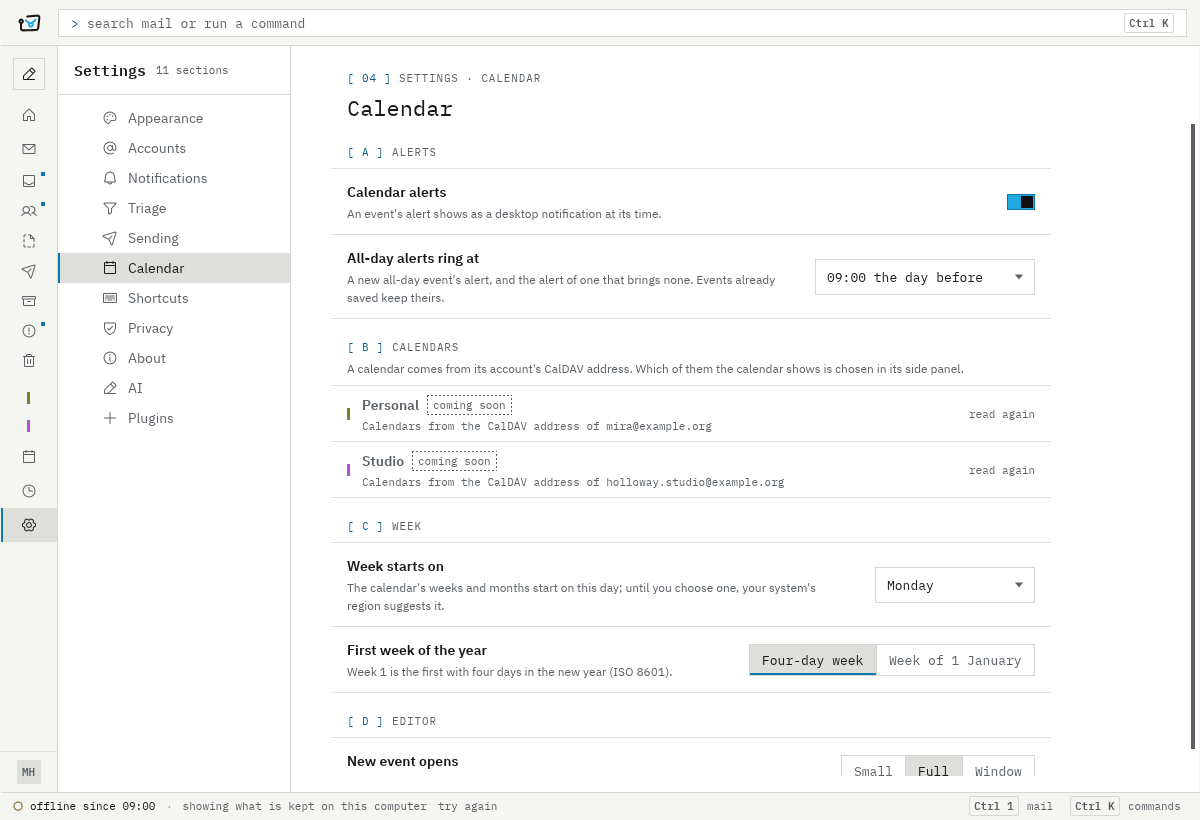 > search mail or run a command
Ctrl K
Settings 11 sections
Appearance
Accounts
Notifications
Triage
Sending
Calendar
Shortcuts
Privacy
About
AI
Plugins
MH
[ 04 ] SETTINGS · CALENDAR
Calendar
[ A ] ALERTS
Calendar alerts
An event's alert shows as a desktop notification at its time.
All-day alerts ring at
A new all-day event's alert, and the alert of one that brings none. Events already
saved keep theirs.
09:00 the day before
[ B ] CALENDARS
A calendar comes from its account's CalDAV address. Which of them the calendar shows is chosen in its side panel.
Personal coming soon
Calendars from the CalDAV address of mira@example.org
read again
Studio coming soon
Calendars from the CalDAV address of holloway.studio@example.org
read again
[ C ] WEEK
Week starts on
The calendar's weeks and months start on this day; until you choose one, your system's
region suggests it.
Monday
First week of the year
Week 1 is the first with four days in the new year (ISO 8601).
Four-day week Week of 1 January
[ D ] EDITOR
New event opens
Small Full Window
offline since 09:00 · showing what is kept on this computer try again
Ctrl 1 mail Ctrl K commands